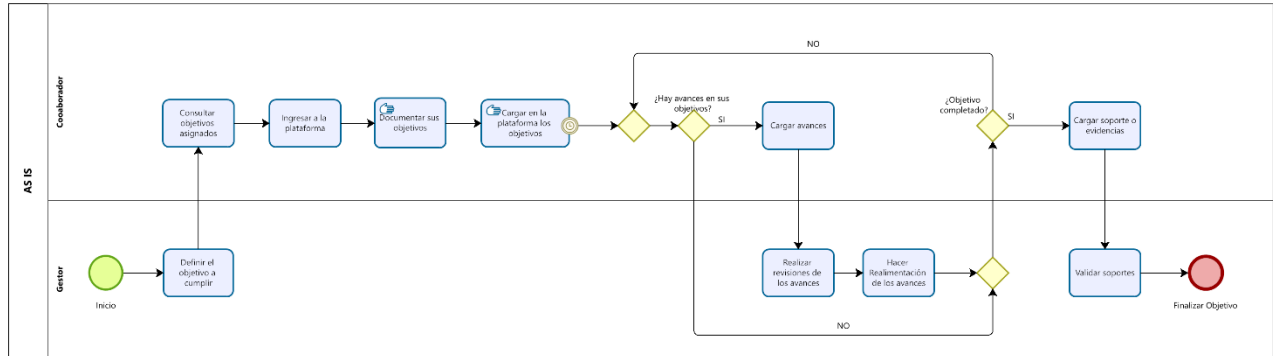 AS IS
Cooaborador
Gestor
NO
Consultar
objetivos
asignados
Ingresar a la
plataforma
Documentar sus
objetivos
Cargar en la
plataforma los
objetivos
¿Hay avances en sus
objetivos?
SI
Cargar avances
¿Objetivo
completado?
SI
Cargar soporte o
evidencias
Inicio
Definir el
objetivo a
cumplir
Realizar
revisiones de
los avances
Hacer
Realimentación
de los avances
Validar soportes
Finalizar Objetivo
NO